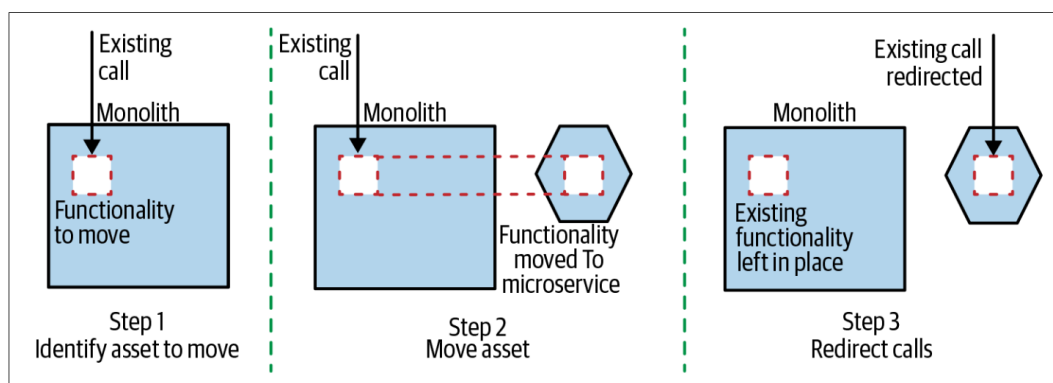 Existing
call
Monolith
Functionality
to move
Step 1
Identify asset to move
Existing
call
Monolith
Functionality
moved To
microservice
Step 2
Move asset
Existing call
redirected
Monolith
Existing
functionality
left in place
Step 3
Redirect calls